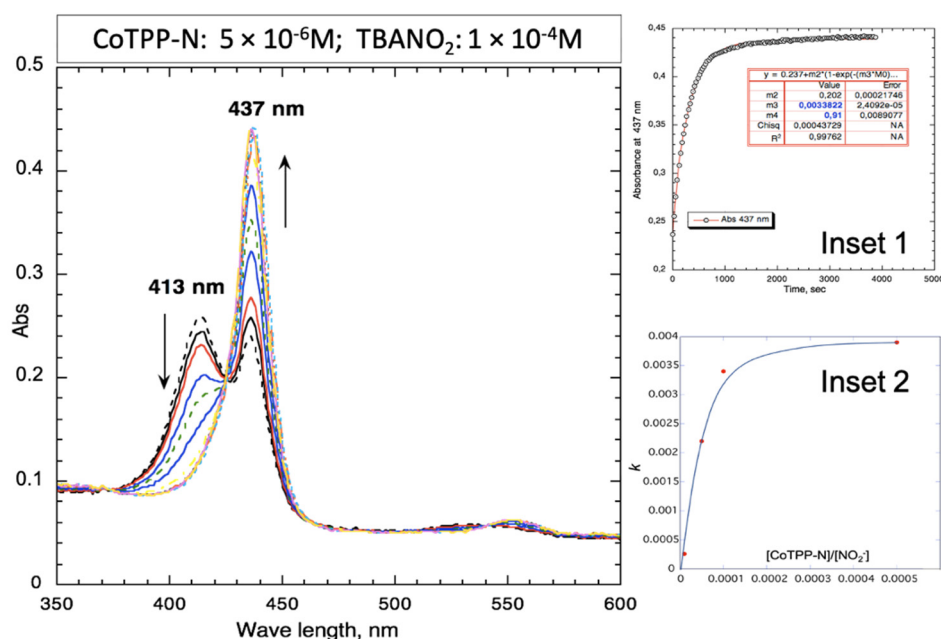 CoTPP-N: 5 × 10⁻⁶M; TBANO₂: 1 × 10⁻⁴M
0.5
0.4
0.3
0.2
0.1
0
Abs
437 nm
413 nm
350 400 450 500 550 600
Wave length, nm
0,45
0,4
0,35
0,3
0,25
0,2
Absorbance at 437 nm
y = 0.237+m2*(1-exp(-(m3*M0)...
Value Error
m2 0,202 0,00021746
m3 0,0033822 2,4092e-05
m4 0,91 0,0089077
Chisq 0,00043729 NA
R² 0,99762 NA
Abs 437 nm
Inset 1
0 1000 2000 3000 4000 5000
Time, sec
0.004
0.0035
0.003
0.0025
0.002
0.0015
0.001
0.0005
0
k
Inset 2
[CoTPP-N]/[NO₂⁻]
0 0.0001 0.0002 0.0003 0.0004 0.0005